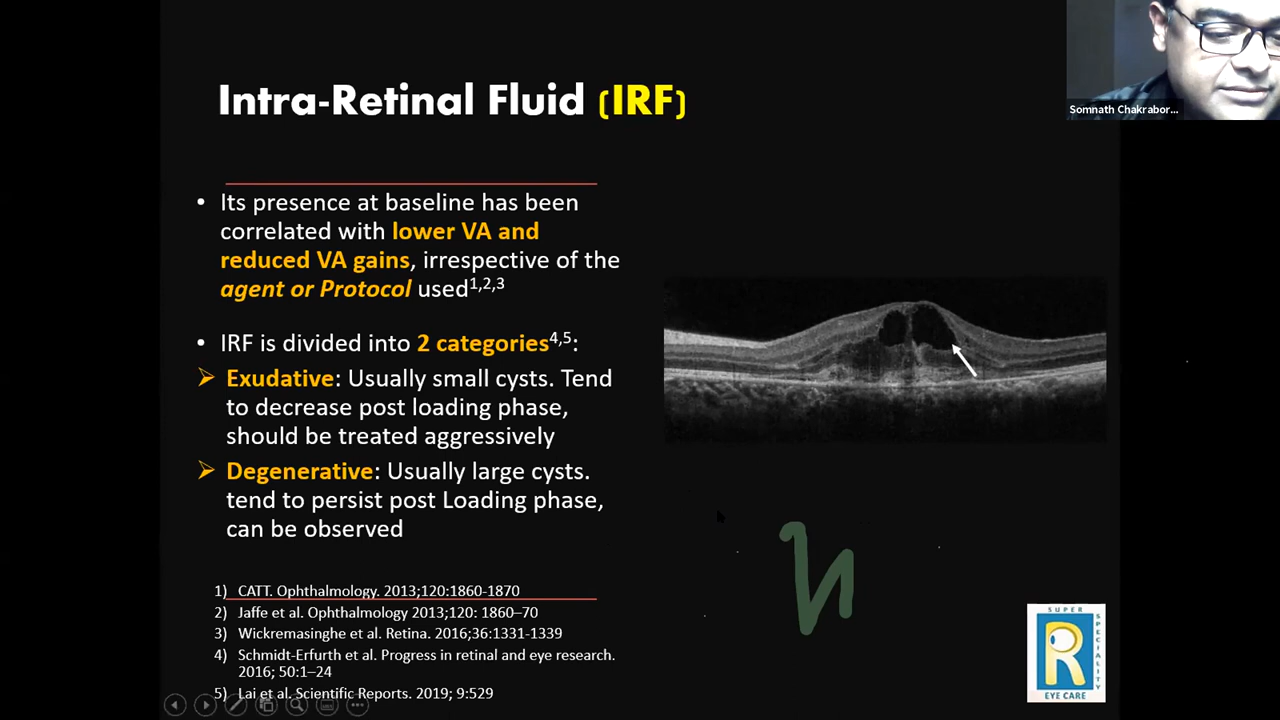 Intra-Retinal Fluid (IRF)
Somnath Chakrabor...
• Its presence at baseline has been
correlated with lower VA and
reduced VA gains, irrespective of the
agent or Protocol used1,2,3
• IRF is divided into 2 categories4,5:
➢ Exudative: Usually small cysts. Tend
to decrease post loading phase,
should be treated aggressively
➢ Degenerative: Usually large cysts.
tend to persist post Loading phase,
can be observed
1) CATT. Ophthalmology. 2013;120:1860-1870
2) Jaffe et al. Ophthalmology 2013;120: 1860–70
3) Wickremasinghe et al. Retina. 2016;36:1331-1339
4) Schmidt-Erfurth et al. Progress in retinal and eye research.
2016; 50:1–24
5) Lai et al. Scientific Reports. 2019; 9:529
SUPER
SPECIALITY
R
EYE CARE